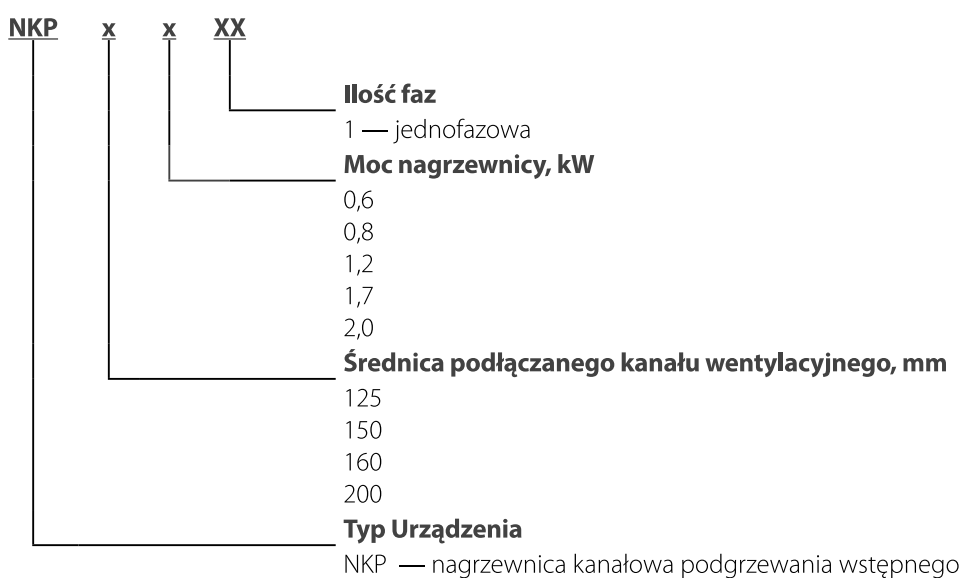 NKP x x XX
Ilość faz
1 — jednofazowa
Moc nagrzewnicy, kW
0,6
0,8
1,2
1,7
2,0
Średnica podłączanego kanału wentylacyjnego, mm
125
150
160
200
Typ Urządzenia
NKP — nagrzewnica kanałowa podgrzewania wstępnego